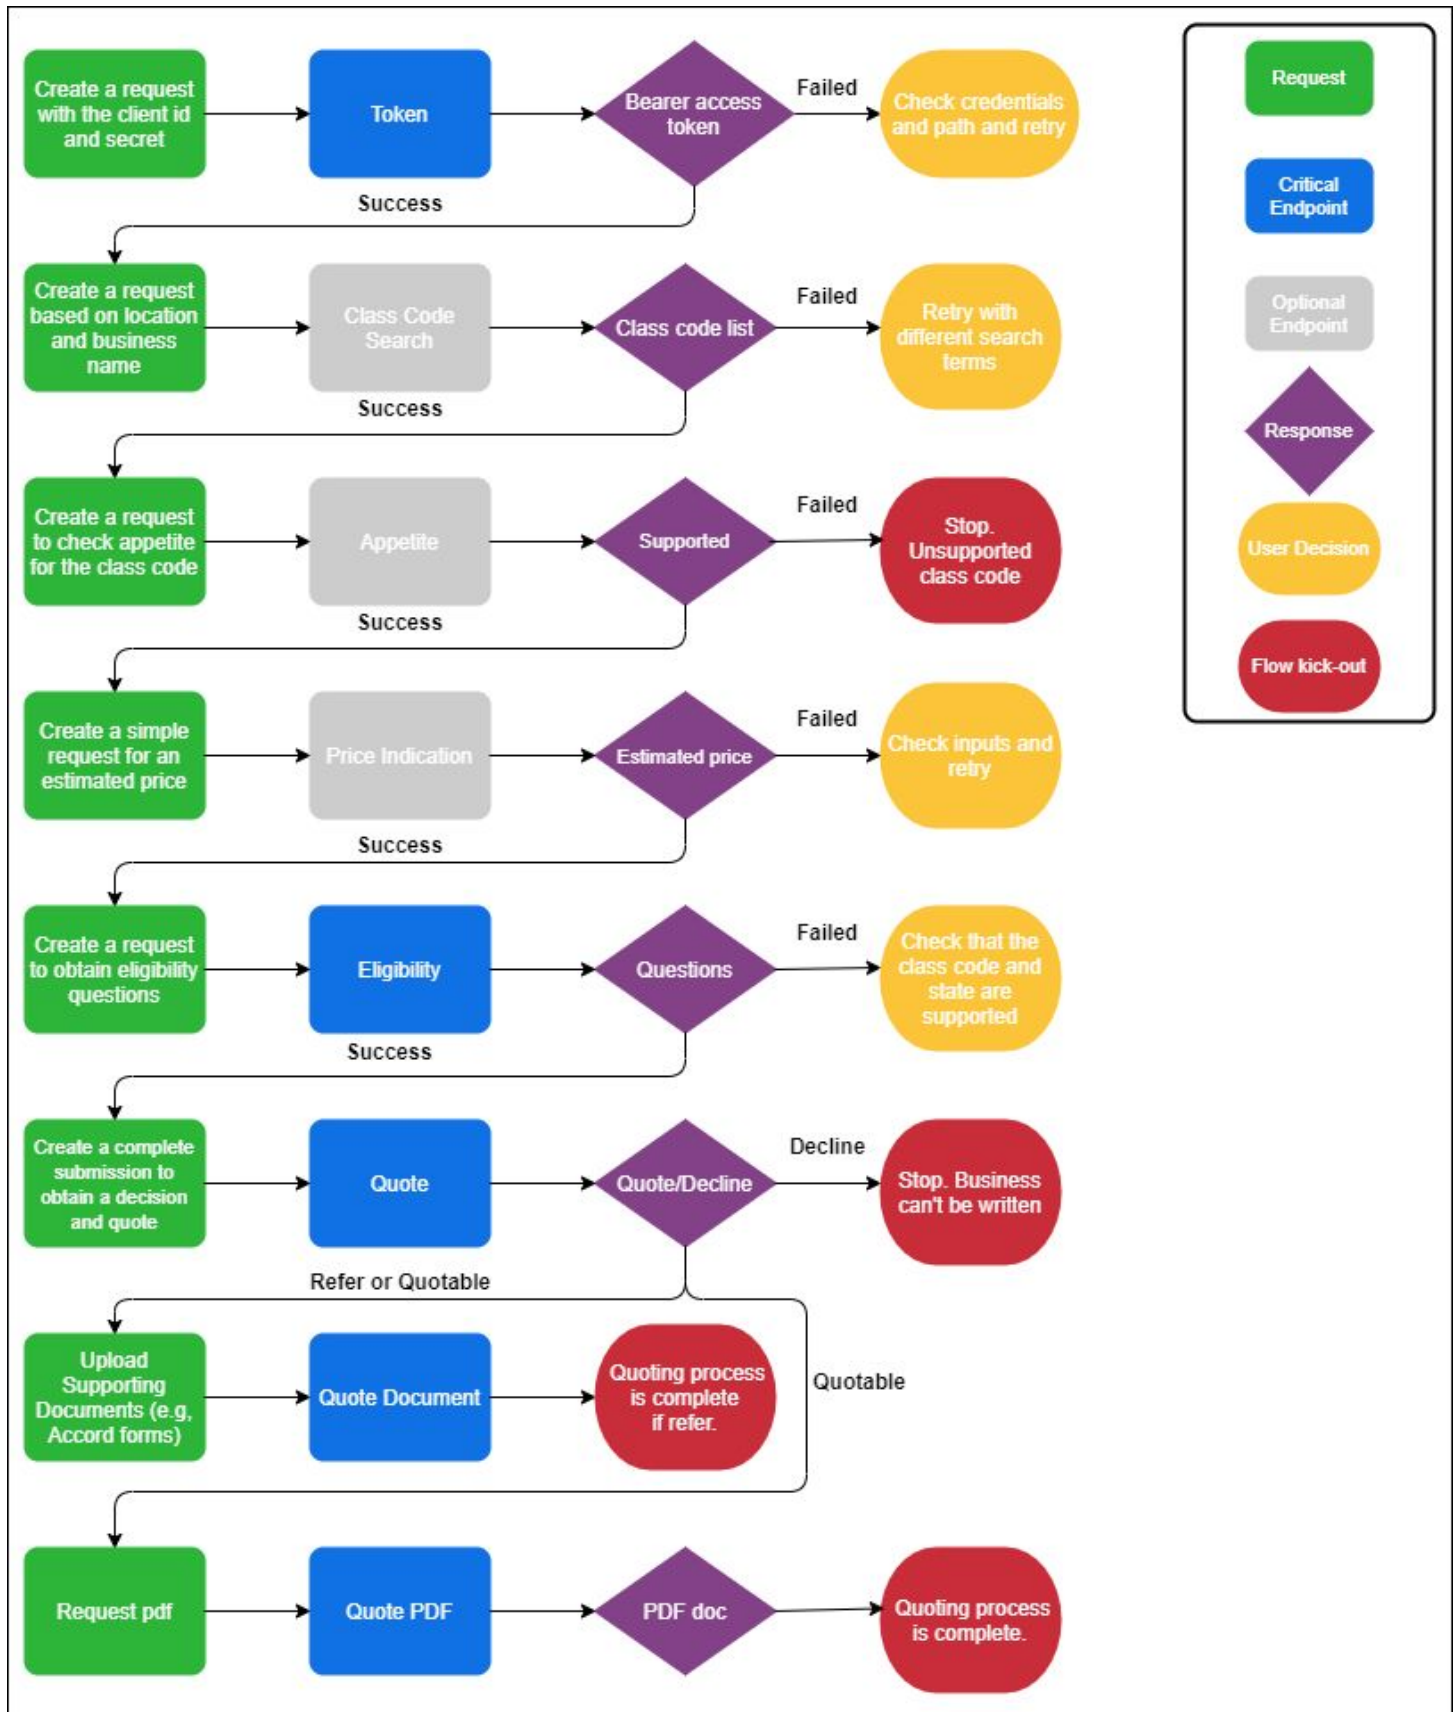 Create a request
with the client id
and secret
Token
Bearer access
token
Failed
Check credentials
and path and retry
Success
Create a request
based on location
and business
name
Class Code
Search
Class code list
Failed
Retry with
different search
terms
Success
Create a request
to check appetite
for the class code
Appetite
Supported
Failed
Stop.
Unsupported
class code
Success
Create a simple
request for an
estimated price
Price Indication
Estimated price
Failed
Check inputs and
retry
Success
Create a request
to obtain eligibility
questions
Eligibility
Questions
Failed
Check that the
class code and
state are
supported
Success
Create a complete
submission to
obtain a decision
and quote
Quote
Quote/Decline
Decline
Stop. Business
can't be written
Refer or Quotable
Upload
Supporting
Documents (e.g,
Accord forms)
Quote Document
Quoting process
is complete
if refer.
Quotable
Request pdf
Quote PDF
PDF doc
Quoting process
is complete.
Request
Critical
Endpoint
Optional
Endpoint
Response
User Decision
Flow kick-out